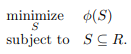 minimize ϕ(S)
S
subject to S ⊆ R.